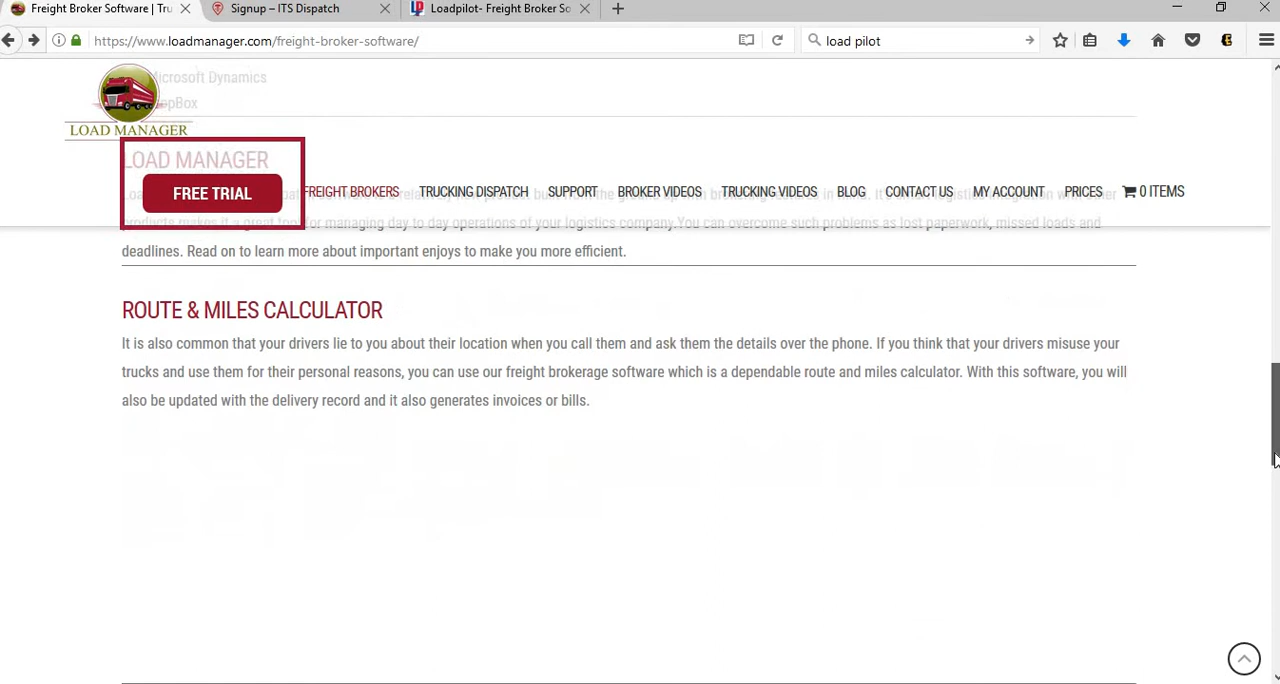 Freight Broker Software | Tru
Signup – ITS Dispatch
Loadpilot- Freight Broker So
https://www.loadmanager.com/freight-broker-software/
load pilot
Microsoft Dynamics
DropBox
LOAD MANAGER
LOAD MANAGER
FREE TRIAL
FREIGHT BROKERS
TRUCKING DISPATCH
SUPPORT
BROKER VIDEOS
TRUCKING VIDEOS
BLOG
CONTACT US
MY ACCOUNT
PRICES
0 ITEMS
products makes it a great tool for managing day to day operations of your logistics company.You can overcome such problems as lost paperwork, missed loads and
deadlines. Read on to learn more about important enjoys to make you more efficient.
ROUTE & MILES CALCULATOR
It is also common that your drivers lie to you about their location when you call them and ask them the details over the phone. If you think that your drivers misuse your
trucks and use them for their personal reasons, you can use our freight brokerage software which is a dependable route and miles calculator. With this software, you will
also be updated with the delivery record and it also generates invoices or bills.